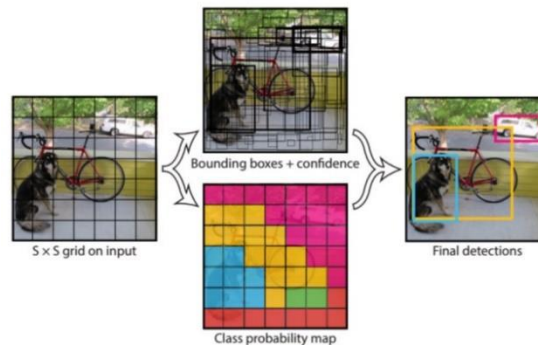 S × S grid on input
Bounding boxes + confidence
Class probability map
Final detections